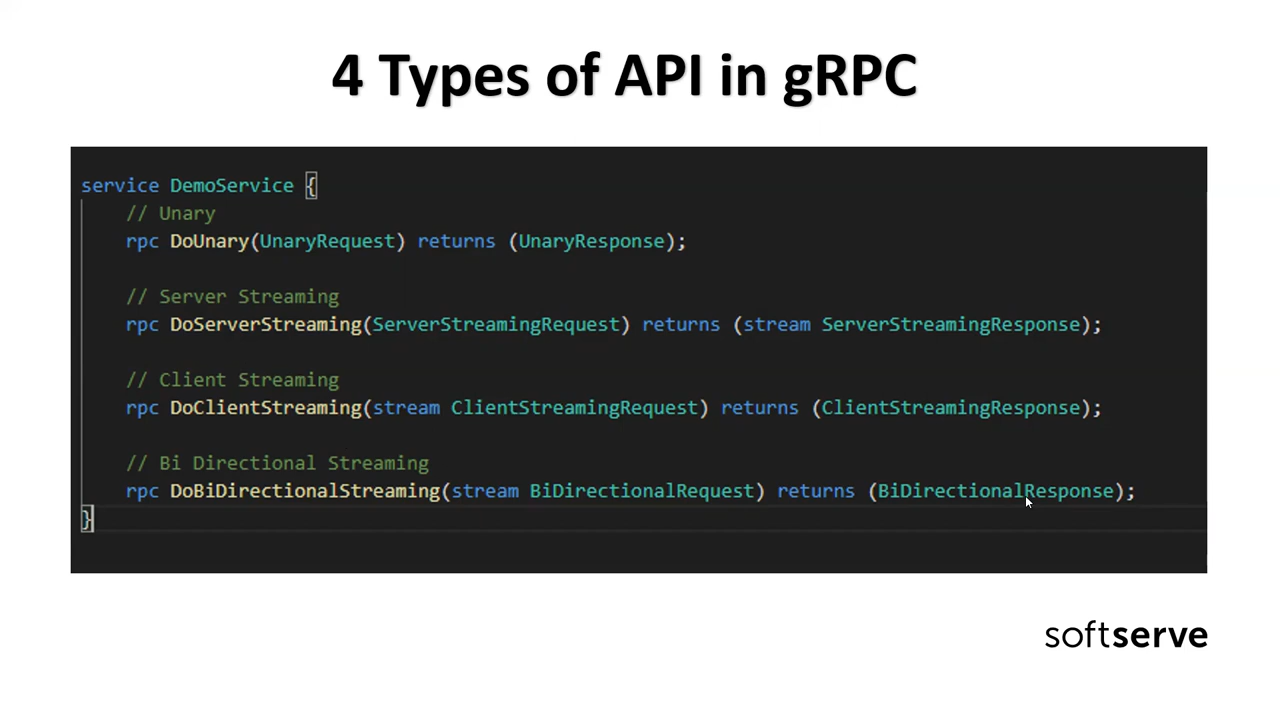 4 Types of API in gRPC
service DemoService {
// Unary
rpc DoUnary(UnaryRequest) returns (UnaryResponse);
// Server Streaming
rpc DoServerStreaming(ServerStreamingRequest) returns (stream ServerStreamingResponse);
// Client Streaming
rpc DoClientStreaming(stream ClientStreamingRequest) returns (ClientStreamingResponse);
// Bi Directional Streaming
rpc DoBiDirectionalStreaming(stream BiDirectionalRequest) returns (BiDirectionalResponse);
}
softserve